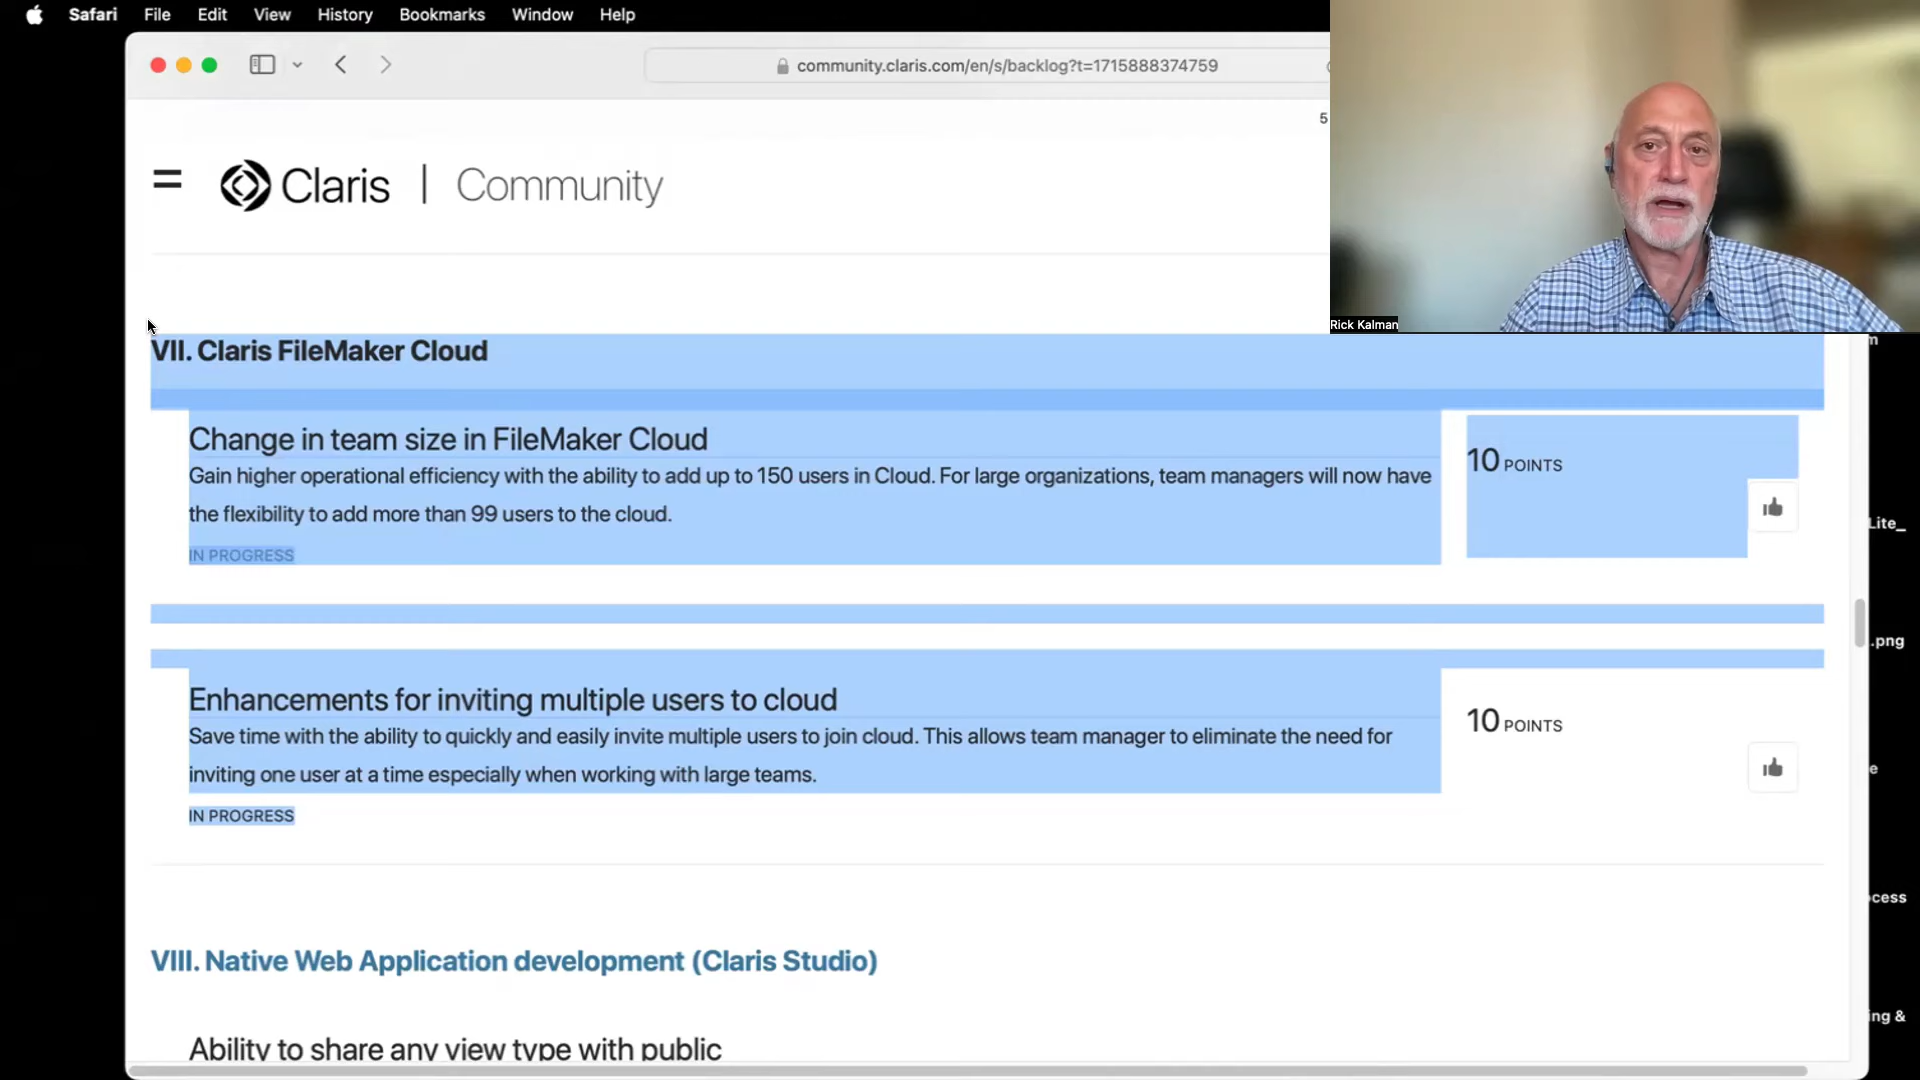 Safari File Edit View History Bookmarks Window Help
community.claris.com/en/s/backlog?t=1715888374759
5
Claris | Community
Rick Kalman
VII. Claris FileMaker Cloud
Change in team size in FileMaker Cloud
Gain higher operational efficiency with the ability to add up to 150 users in Cloud. For large organizations, team managers will now have
the flexibility to add more than 99 users to the cloud.
IN PROGRESS
10 POINTS
Enhancements for inviting multiple users to cloud
Save time with the ability to quickly and easily invite multiple users to join cloud. This allows team manager to eliminate the need for
inviting one user at a time especially when working with large teams.
IN PROGRESS
10 POINTS
VIII. Native Web Application development (Claris Studio)
Ability to share any view type with public
Lite_
.png
e
cess
ing &